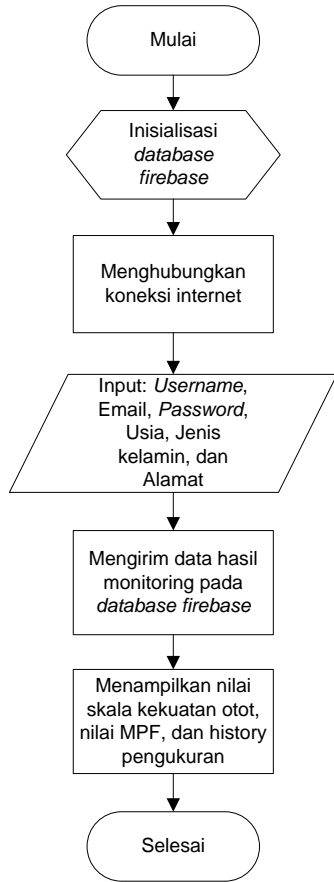 Mulai
Inisialisasi
database
firebase
Menghubungkan
koneksi internet
Input: Username,
Email, Password,
Usia, Jenis
kelamin, dan
Alamat
Mengirim data hasil
monitoring pada
database firebase
Menampilkan nilai
skala kekuatan otot,
nilai MPF, dan history
pengukuran
Selesai